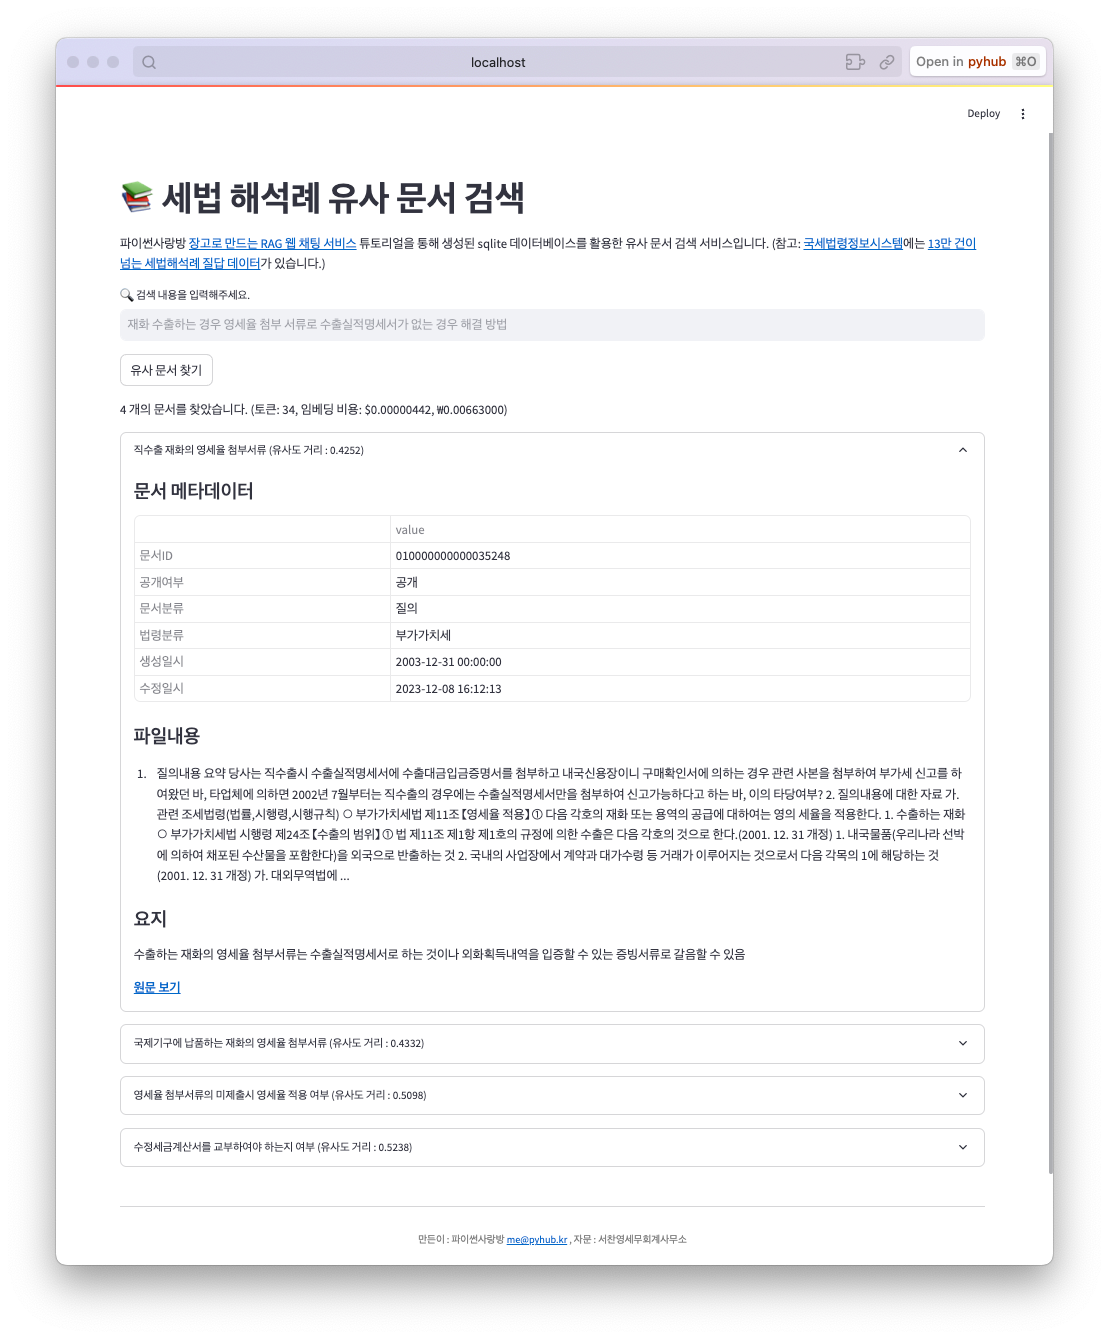 localhost
Open in pyhub ⌘O
Deploy
📚 세법 해석례 유사 문서 검색
파이썬사랑방 장고로 만드는 RAG 웹 채팅 서비스 튜토리얼을 통해 생성된 sqlite 데이터베이스를 활용한 유사 문서 검색 서비스입니다. (참고: 국세법령정보시스템에는 13만 건이
넘는 세법해석례 질답 데이터가 있습니다.)
🔍 검색 내용을 입력해주세요.
재화 수출하는 경우 영세율 첨부 서류로 수출실적명세서가 없는 경우 해결 방법
유사 문서 찾기
4 개의 문서를 찾았습니다. (토큰: 34, 임베딩 비용: $0.00000442, ₩0.00663000)
직수출 재화의 영세율 첨부서류 (유사도 거리 : 0.4252)
문서 메타데이터
value
문서ID 010000000000035248
공개여부 공개
문서분류 질의
법령분류 부가가치세
생성일시 2003-12-31 00:00:00
수정일시 2023-12-08 16:12:13
파일내용
1. 질의내용 요약 당사는 직수출시 수출실적명세서에 수출대금입금증명서를 첨부하고 내국신용장이니 구매확인서에 의하는 경우 관련 사본을 첨부하여 부가세 신고를 하
여왔던 바, 타업체에 의하면 2002년 7월부터는 직수출의 경우에는 수출실적명세서만을 첨부하여 신고가능하다고 하는 바, 이의 타당여부? 2. 질의내용에 대한 자료 가.
관련 조세법령(법률,시행령,시행규칙) ○ 부가가치세법 제11조【영세율 적용】① 다음 각호의 재화 또는 용역의 공급에 대하여는 영의 세율을 적용한다. 1. 수출하는 재화
○ 부가가치세법 시행령 제24조【수출의 범위】① 법 제11조 제1항 제1호의 규정에 의한 수출은 다음 각호의 것으로 한다.(2001. 12. 31 개정) 1. 내국물품(우리나라 선박
에 의하여 채포된 수산물을 포함한다)을 외국으로 반출하는 것 2. 국내의 사업장에서 계약과 대가수령 등 거래가 이루어지는 것으로서 다음 각목의 1에 해당하는 것
(2001. 12. 31 개정) 가. 대외무역법에 ...
요지
수출하는 재화의 영세율 첨부서류는 수출실적명세서로 하는 것이나 외화획득내역을 입증할 수 있는 증빙서류로 갈음할 수 있음
원문 보기
국제기구에 납품하는 재화의 영세율 첨부서류 (유사도 거리 : 0.4332)
영세율 첨부서류의 미제출시 영세율 적용 여부 (유사도 거리 : 0.5098)
수정세금계산서를 교부하여야 하는지 여부 (유사도 거리 : 0.5238)
만든이 : 파이썬사랑방 me@pyhub.kr , 자문 : 서찬영세무회계사무소